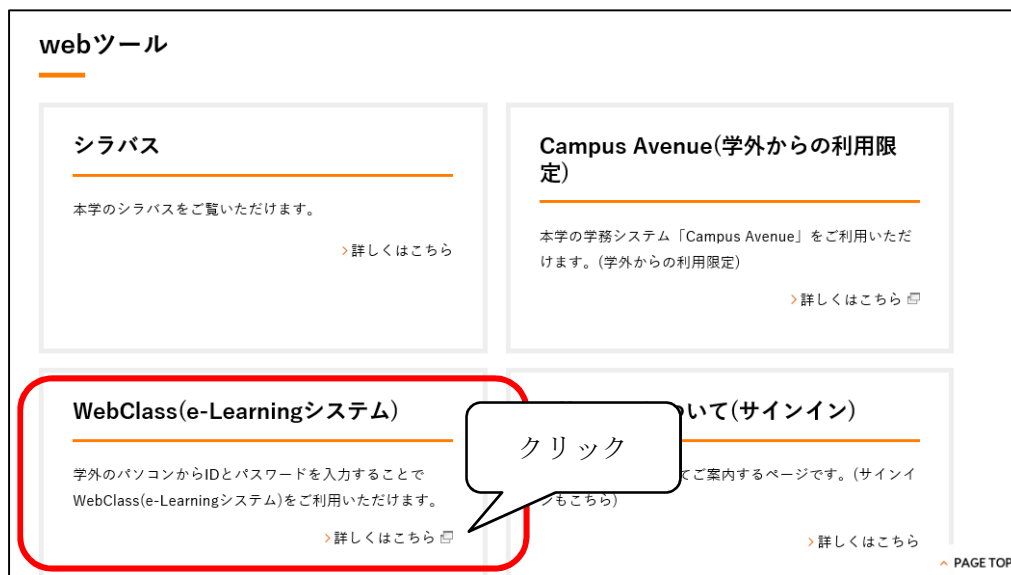 webツール
シラバス
本学のシラバスをご覧いただけます。
詳しくはこちら
Campus Avenue(学外からの利用限
定)
本学の学務システム「Campus Avenue」をご利用いただ
けます。(学外からの利用限定)
詳しくはこちら
WebClass(e-Learningシステム)
学外のパソコンからIDとパスワードを入力することで
WebClass(e-Learningシステム)をご利用いただけます。
詳しくはこちら
クリック
いて(サインイン)
てご案内するページです。(サインイ
ンもこちら)
詳しくはこちら
PAGE TOP